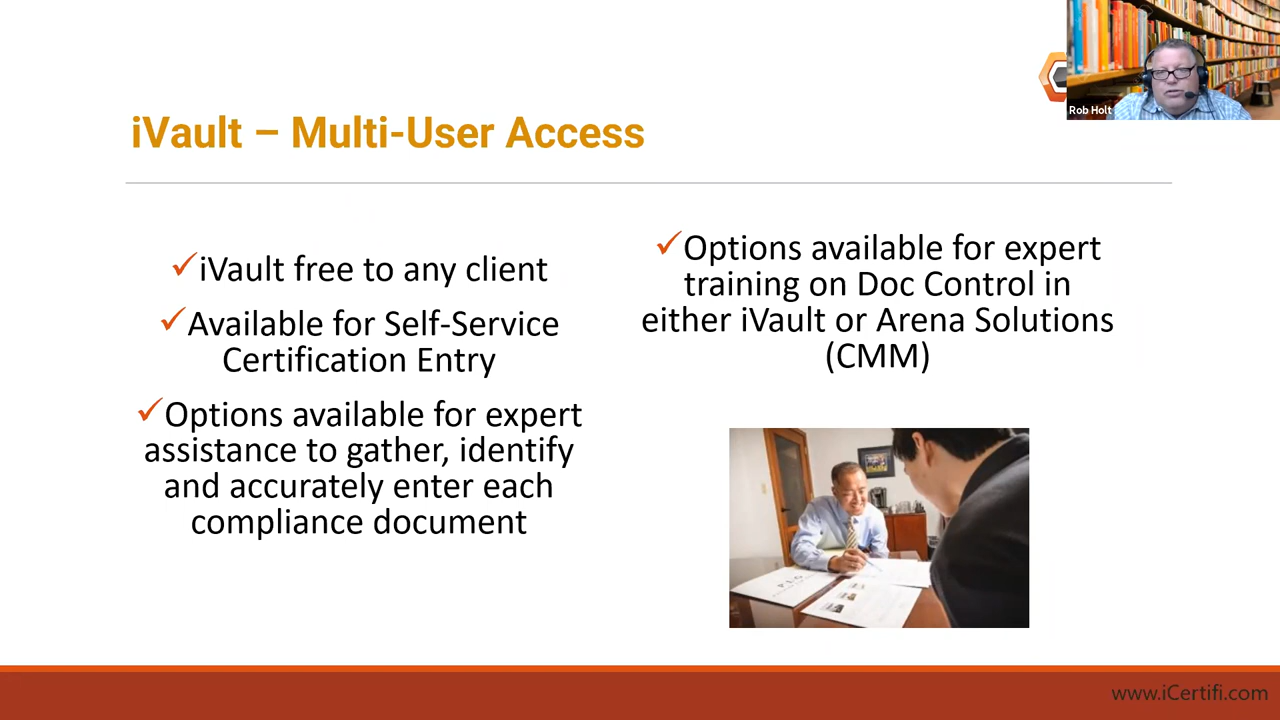 Rob Holt
iVault – Multi-User Access
✓iVault free to any client
✓Available for Self-Service
Certification Entry
✓Options available for expert
assistance to gather, identify
and accurately enter each
compliance document
✓Options available for expert
training on Doc Control in
either iVault or Arena Solutions
(CMM)
www.iCertifi.com